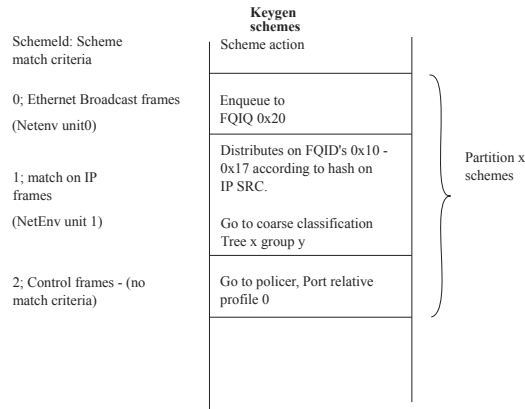 Keygen
schemes
Schemeld: Scheme
match criteria
Scheme action
0; Ethernet Broadcast frames
(Netenv unit0)
Enqueue to
FQIQ 0x20
1; match on IP
frames
(NetEnv unit 1)
Distributes on FQID's 0x10 -
0x17 according to hash on
IP SRC.
Go to coarse classification
Tree x group y
2; Control frames - (no
match criteria)
Go to policer, Port relative
profile 0
Partition x
schemes